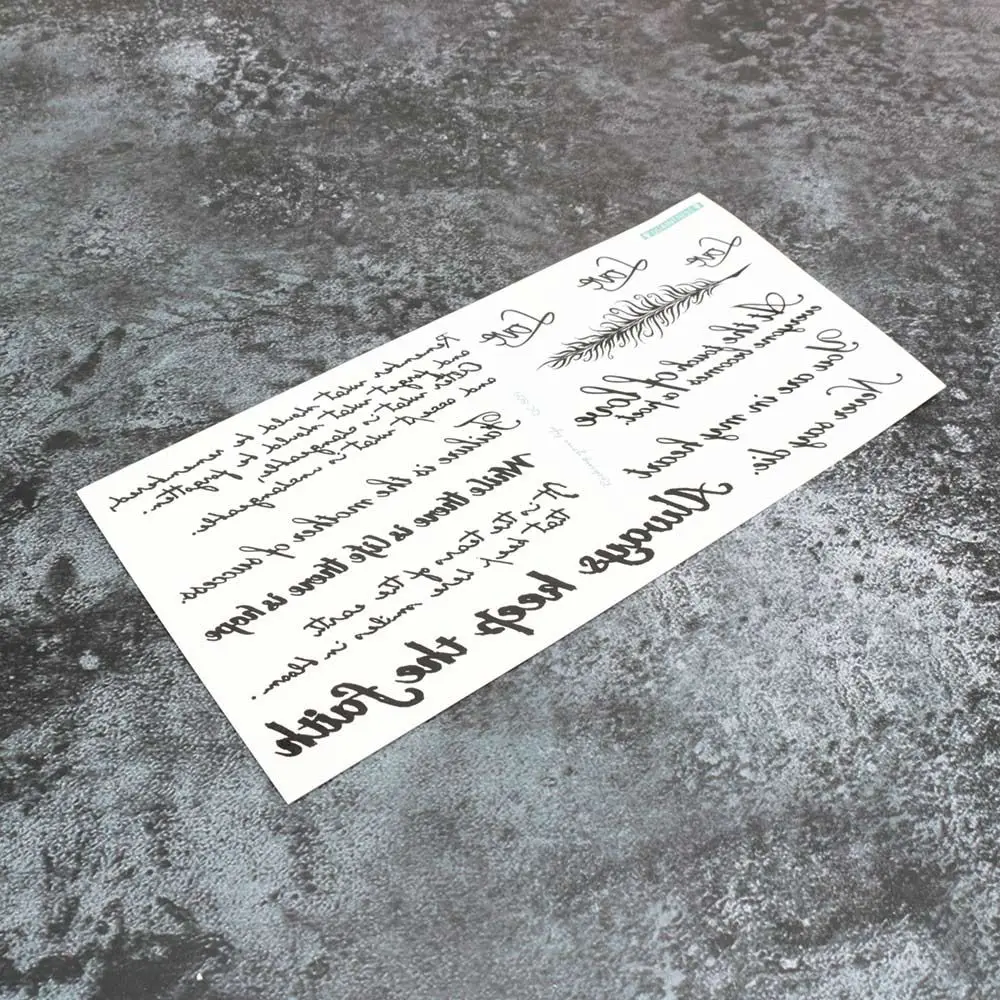 Love
Love
Love
At the touch of love
anyone becomes a poet.
You are in my heart
Never say die.
Remember what should be remembered,
and forget what should be forgotten.
Alter what is changeable,
and accept what is unchangeable.
Failure is the mother of success.
While there is life there is hope
It is the tears of the earth
that keep her smiles in bloom.
Always keep the faith